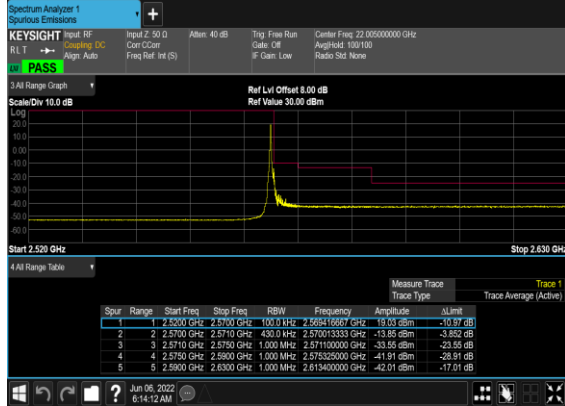 Spectrum Analyzer 1
Spurious Emissions
+
KEYSIGHT Input: RF Input Z: 50 Ω Atten: 40 dB Trig: Free Run Center Freq: 22.005000000 GHz
RLT Coupling: DC Corr CCorr Gate: Off Avg|Hold: 100/100
Align: Auto Freq Ref: Int (S) IF Gain: Low Radio Std: None
PASS
3 All Range Graph Ref Lvl Offset 8.00 dB
Scale/Div 10.0 dB Ref Value 30.00 dBm
Log
20.0
10.0
0.00
-10.0
-20.0
-30.0
-40.0
-50.0
-60.0
Start 2.520 GHz Stop 2.630 GHz
4 All Range Table
Measure Trace Trace 1
Trace Type Trace Average (Active)
Spur Range Start Freq Stop Freq RBW Frequency Amplitude ΔLimit
1 1 2.5200 GHz 2.5700 GHz 100.0 kHz 2.569416667 GHz 19.03 dBm -10.97 dB
2 2 2.5700 GHz 2.5710 GHz 430.0 kHz 2.570013333 GHz -13.85 dBm -3.852 dB
3 3 2.5710 GHz 2.5750 GHz 1.000 MHz 2.571100000 GHz -33.55 dBm -23.55 dB
4 4 2.5750 GHz 2.5900 GHz 1.000 MHz 2.575325000 GHz -41.91 dBm -28.91 dB
5 5 2.5900 GHz 2.6300 GHz 1.000 MHz 2.613400000 GHz -42.01 dBm -17.01 dB
? Jun 06, 2022
6:14:12 AM